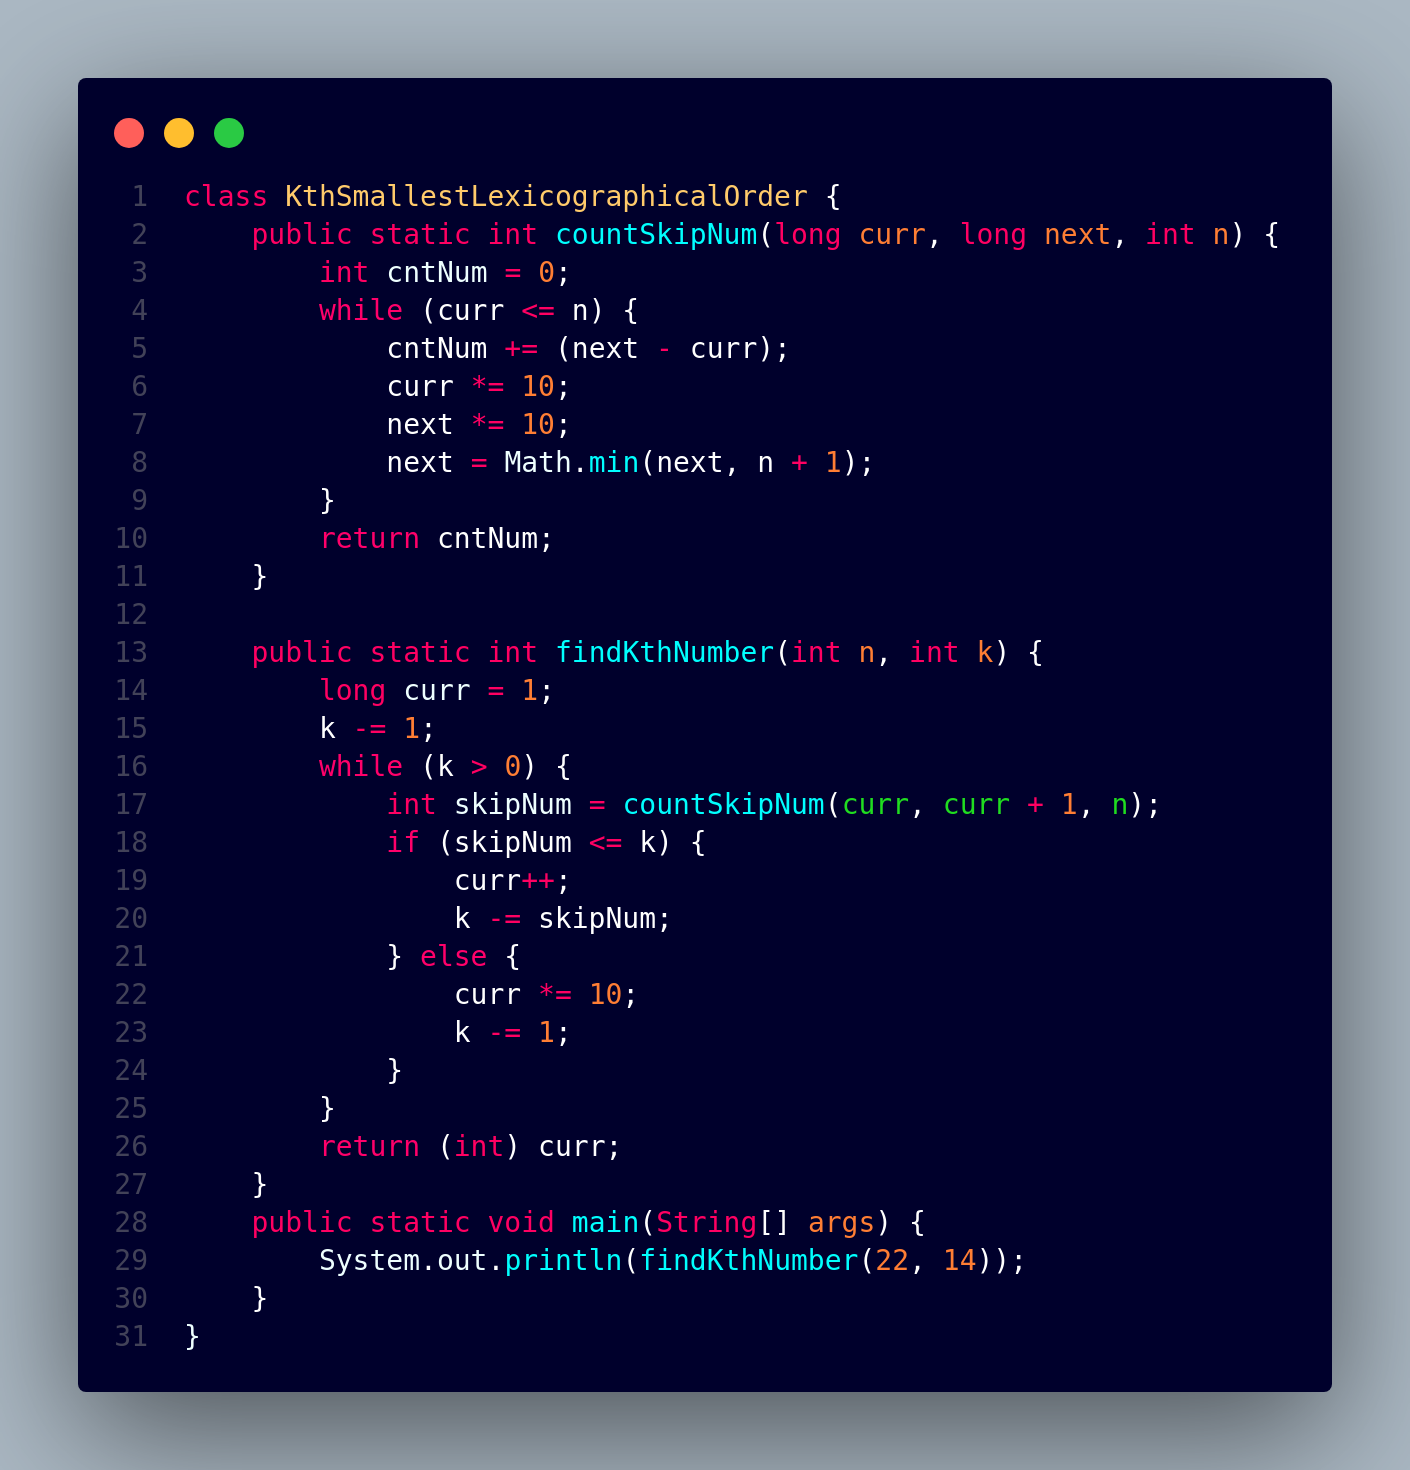 1 class KthSmallestLexicographicalOrder {
2     public static int countSkipNum(long curr, long next, int n) {
3         int cntNum = 0;
4         while (curr <= n) {
5             cntNum += (next - curr);
6             curr *= 10;
7             next *= 10;
8             next = Math.min(next, n + 1);
9         }
10         return cntNum;
11     }
12
13     public static int findKthNumber(int n, int k) {
14         long curr = 1;
15         k -= 1;
16         while (k > 0) {
17             int skipNum = countSkipNum(curr, curr + 1, n);
18             if (skipNum <= k) {
19                 curr++;
20                 k -= skipNum;
21             } else {
22                 curr *= 10;
23                 k -= 1;
24             }
25         }
26         return (int) curr;
27     }
28     public static void main(String[] args) {
29         System.out.println(findKthNumber(22, 14));
30     }
31 }